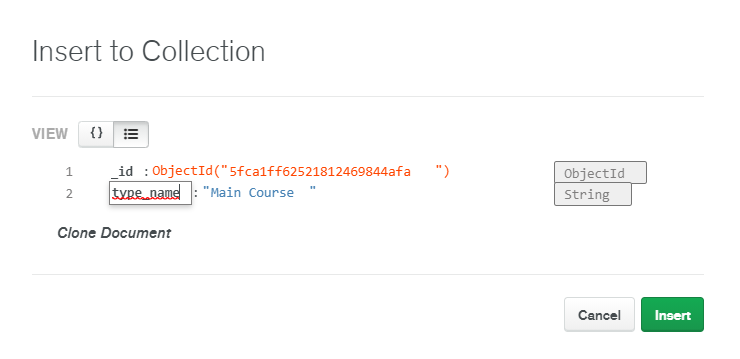 Insert to Collection
VIEW {}
1 _id : ObjectId("5fca1ff62521812469844afa ") ObjectId
2 type_name : "Main Course " String
Clone Document
Cancel Insert